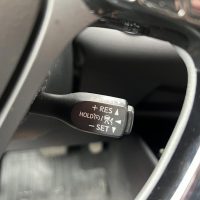 + RES ▲
HOLD ◀
− SET ▼